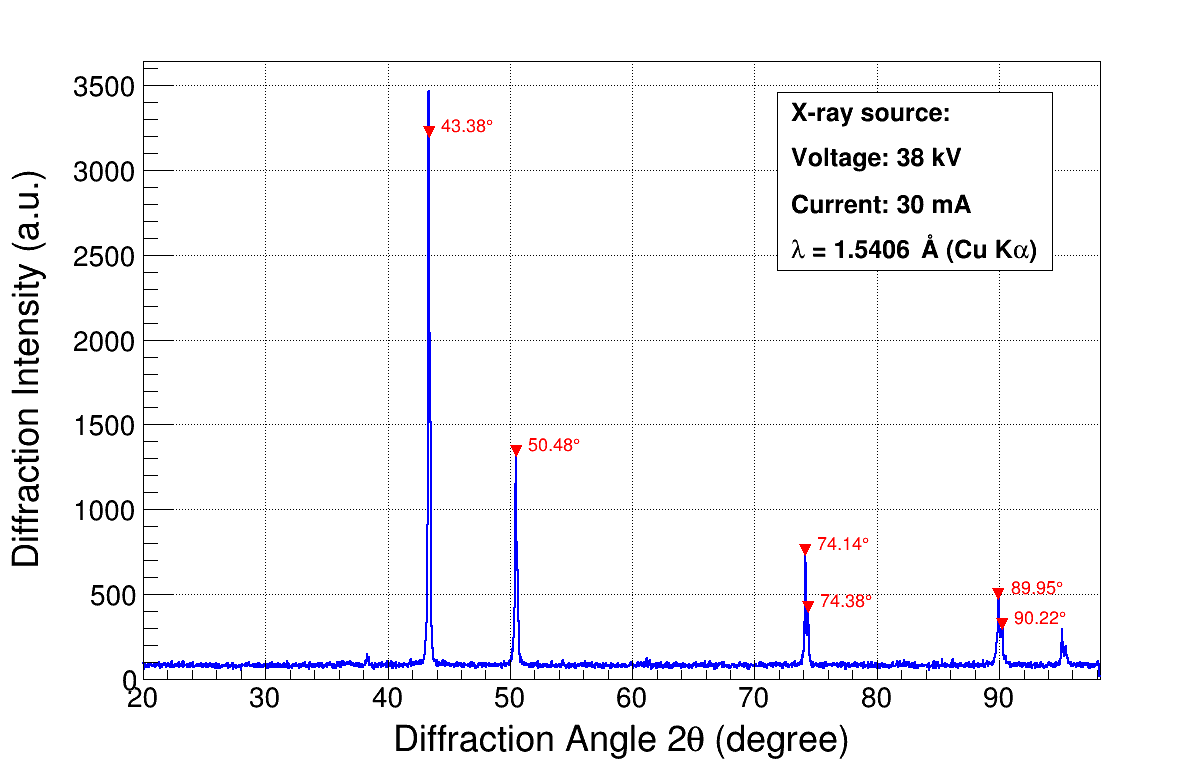 3500
3000
2500
2000
1500
1000
500
0
Diffraction Intensity (a.u.)
43.38°
50.48°
74.14°
74.38°
89.95°
90.22°
X-ray source:
Voltage: 38 kV
Current: 30 mA
λ = 1.5406 Å (Cu Kα)
20 30 40 50 60 70 80 90
Diffraction Angle 2θ (degree)